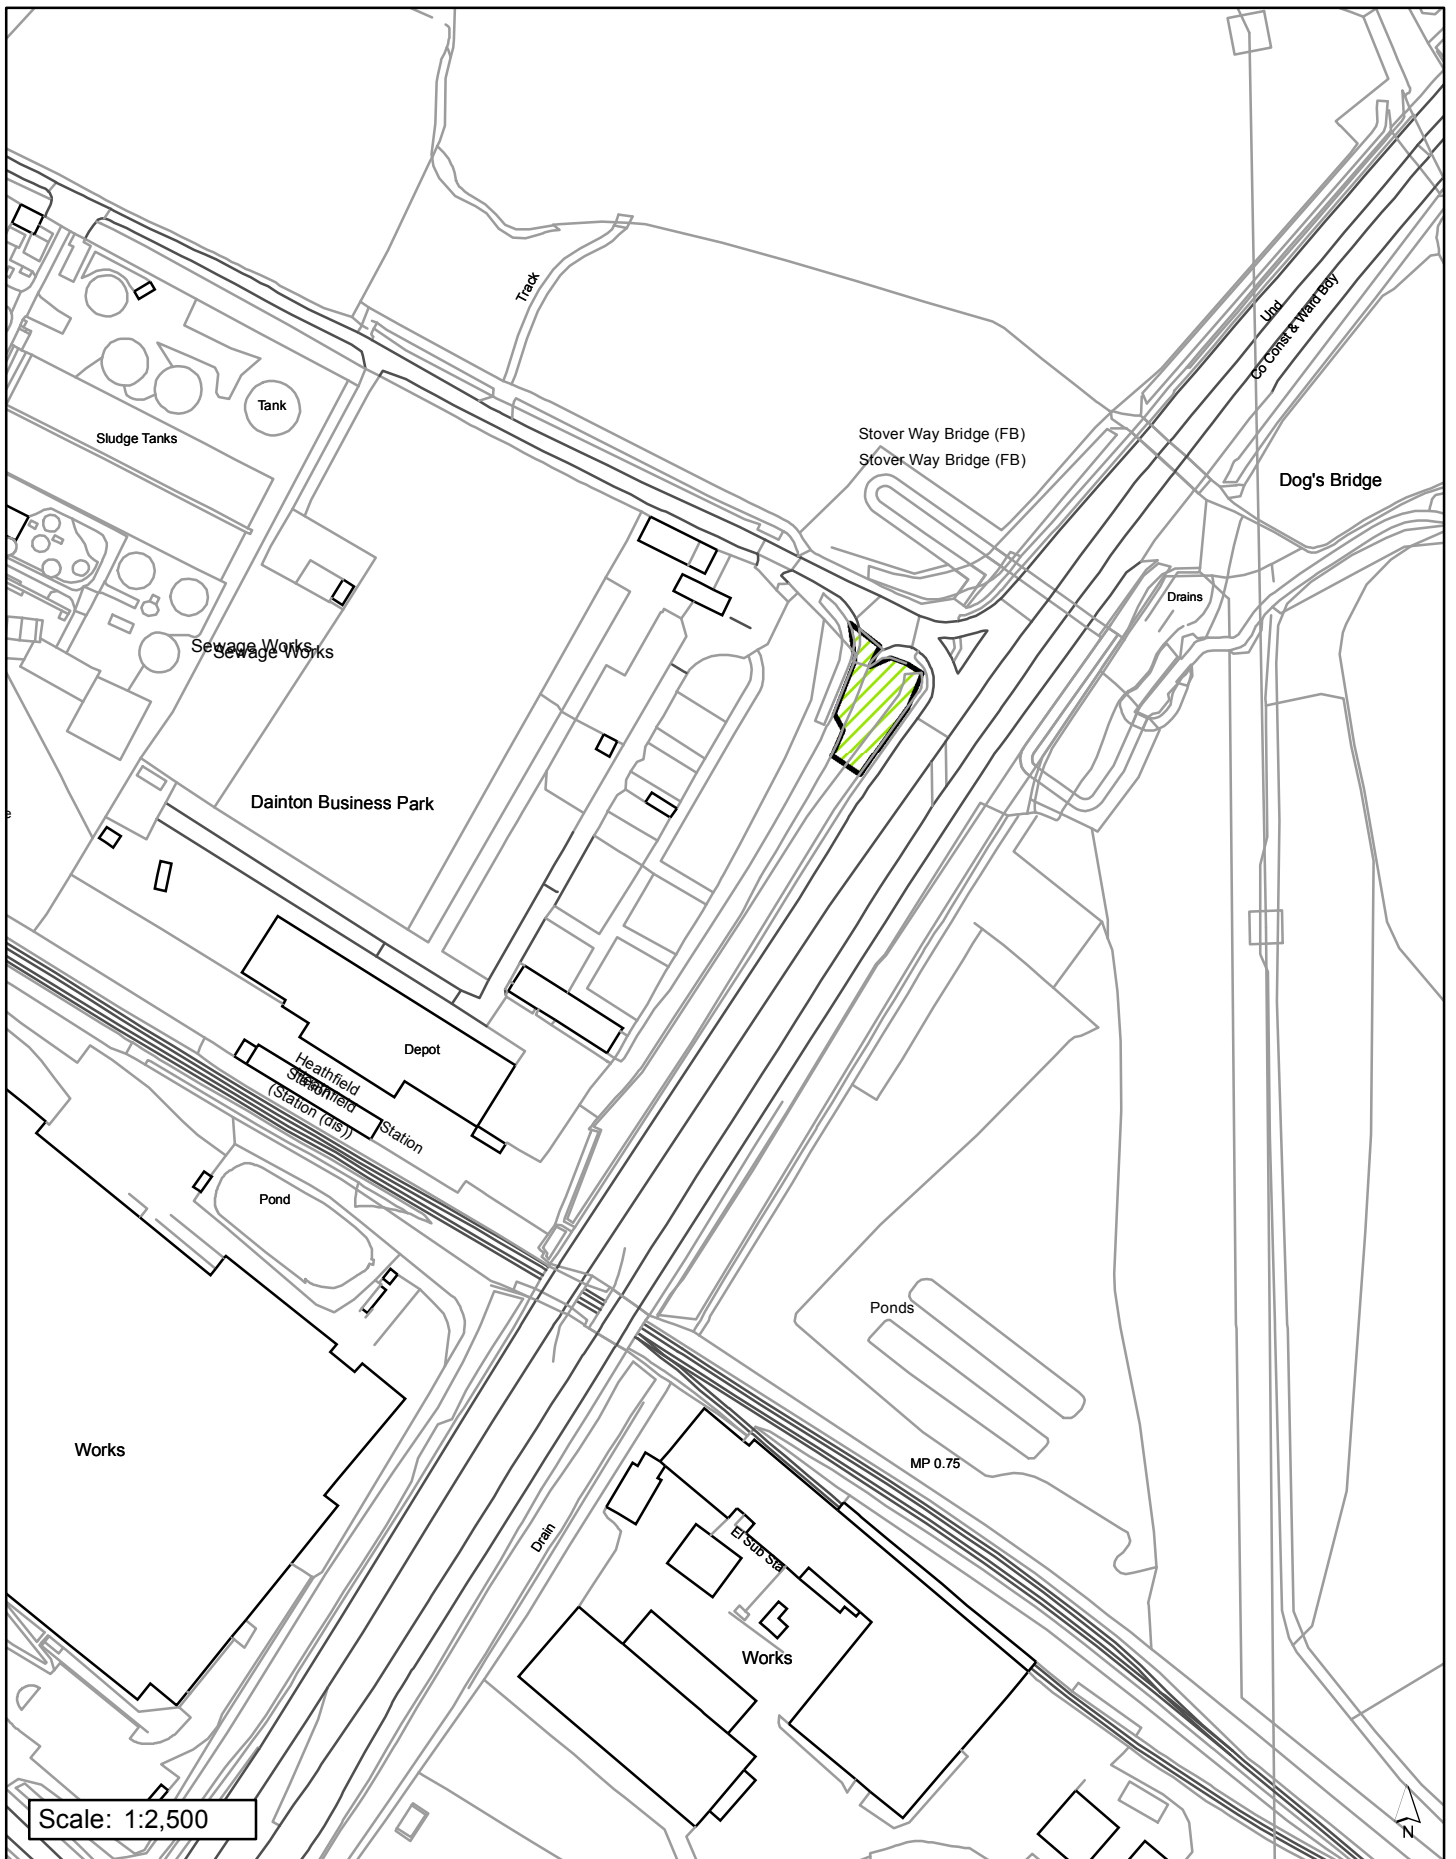 Track
Und
Co Const & Ward Bdy
Tank
Sludge Tanks
Stover Way Bridge (FB)
Stover Way Bridge (FB)
Dog's Bridge
Drains
Sewage Works
Sewage Works
Dainton Business Park
e
Depot
Heathfield
Station
Heathfield
(Station (dis))
Station
Pond
Ponds
Works
MP 0.75
Drain
El Sub Sta
Works
Scale: 1:2,500
N